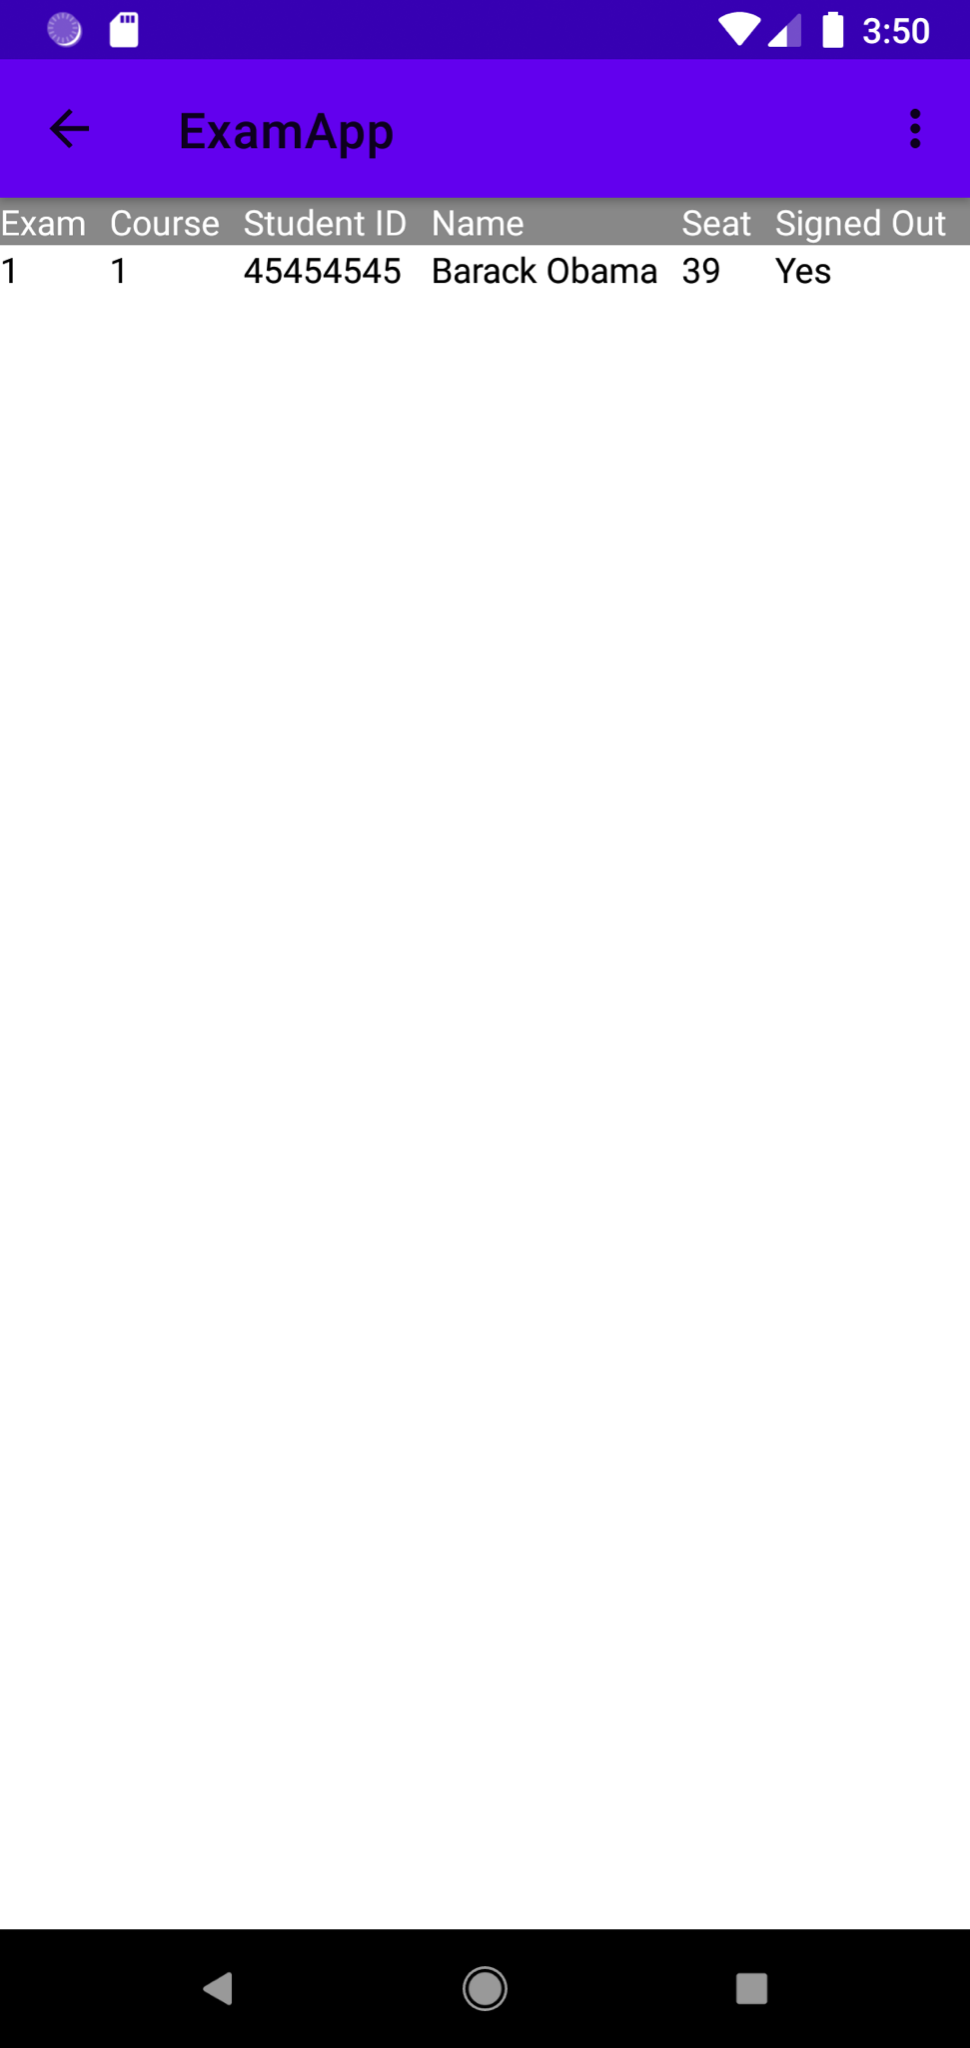 3:50
ExamApp
Exam Course Student ID Name Seat Signed Out
1 1 45454545 Barack Obama 39 Yes